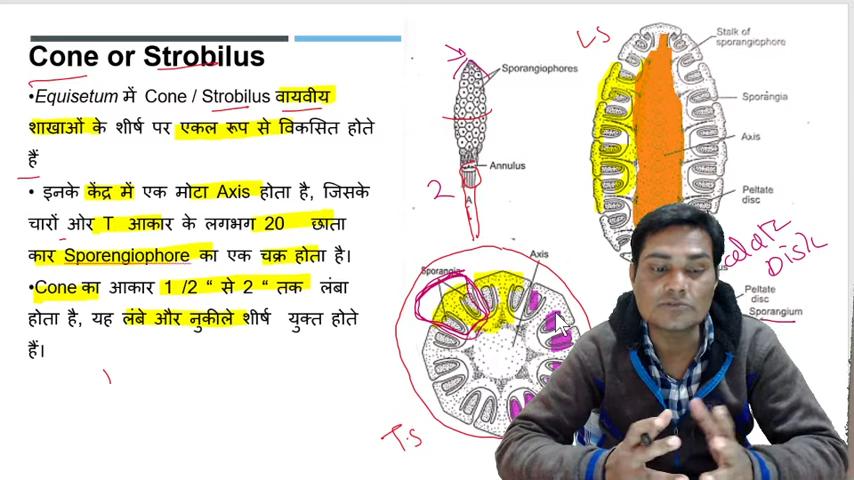 Cone or Strobilus
•Equisetum में Cone / Strobilus वायवीय
शाखाओं के शीर्ष पर एकल रूप से विकसित होते
हैं
• इनके केंद्र में एक मोटा Axis होता है, जिसके
चारों ओर T आकार के लगभग 20 छाता
कार Sporengiophore का एक चक्र होता है।
•Cone का आकार 1 /2 “ से 2 “ तक लंबा
होता है, यह लंबे और नुकीले शीर्ष युक्त होते
हैं।
Sporangiophores
Annulus
2
A
LS
Stalk of
sporangiophore
Sporangia
Axis
Peltate
disc
Disk
Sporangia
Axis
T.S
Peltate
disc
Sporangium